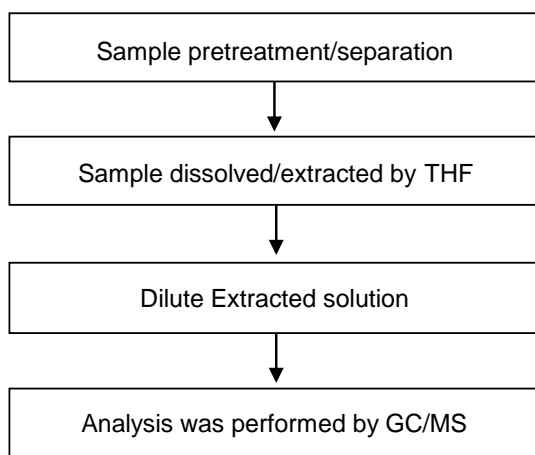 Sample pretreatment/separation
Sample dissolved/extracted by THF
Dilute Extracted solution
Analysis was performed by GC/MS